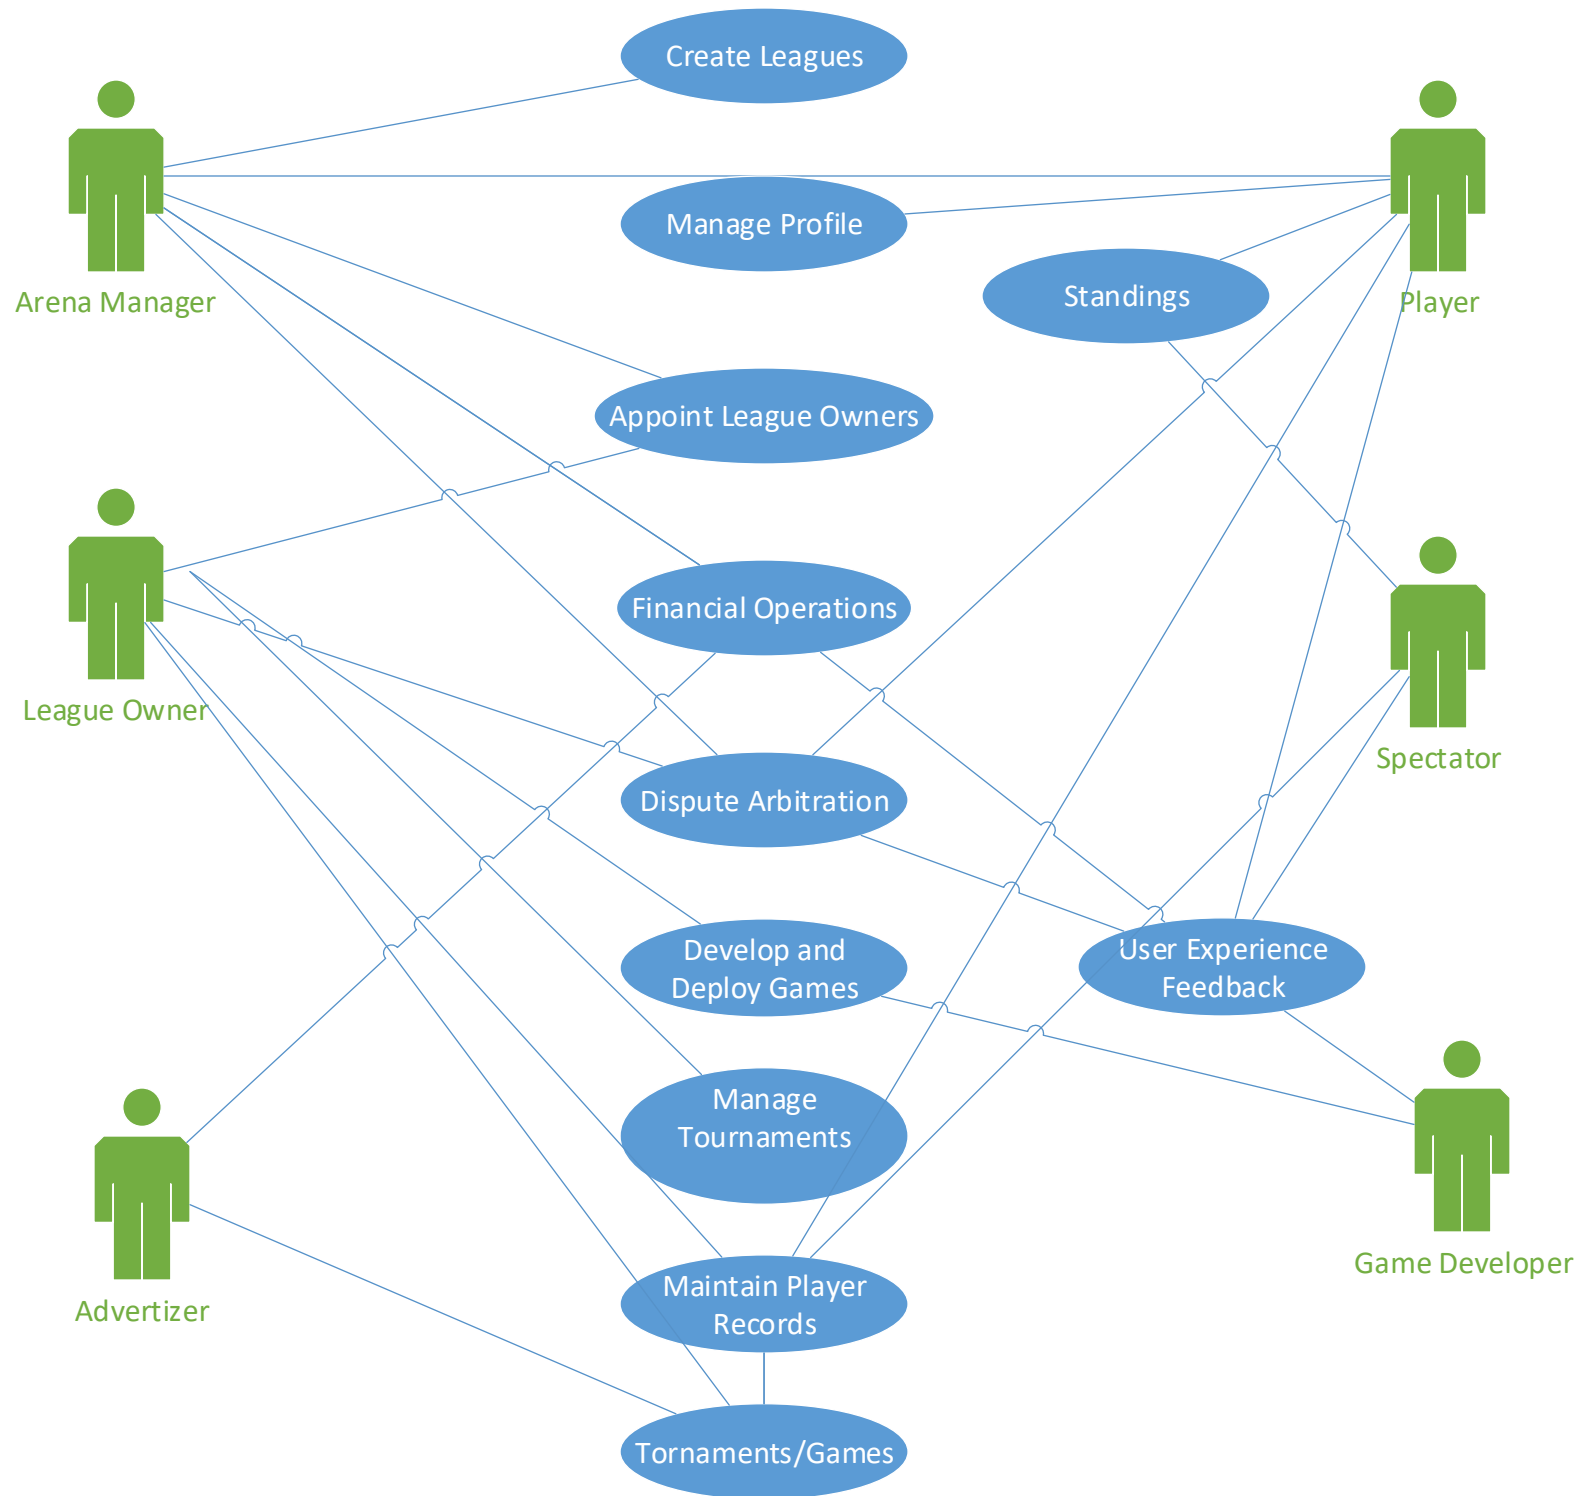 Create Leagues
Manage Profile
Arena Manager
Standings
Player
Appoint League Owners
Financial Operations
League Owner
Spectator
Dispute Arbitration
Develop and
Deploy Games
User Experience
Feedback
Manage
Tournaments
Game Developer
Advertizer
Maintain Player
Records
Tornaments/Games